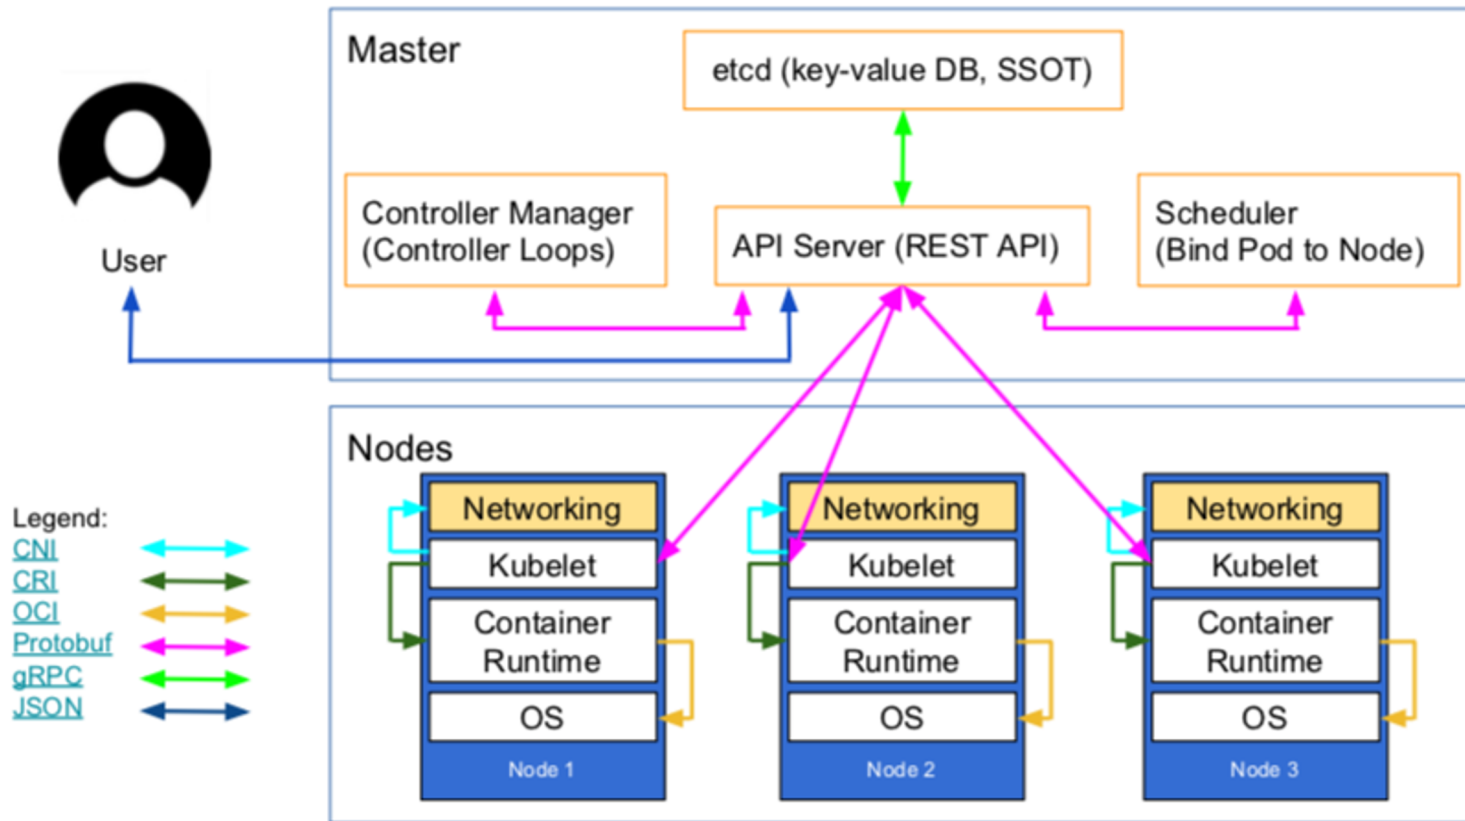 Master
etcd (key-value DB, SSOT)
Controller Manager
(Controller Loops)
API Server (REST API)
Scheduler
(Bind Pod to Node)
User
Nodes
Legend:
CNI
CRI
OCI
Protobuf
gRPC
JSON
Networking
Kubelet
Container
Runtime
OS
Node 1
Networking
Kubelet
Container
Runtime
OS
Node 2
Networking
Kubelet
Container
Runtime
OS
Node 3